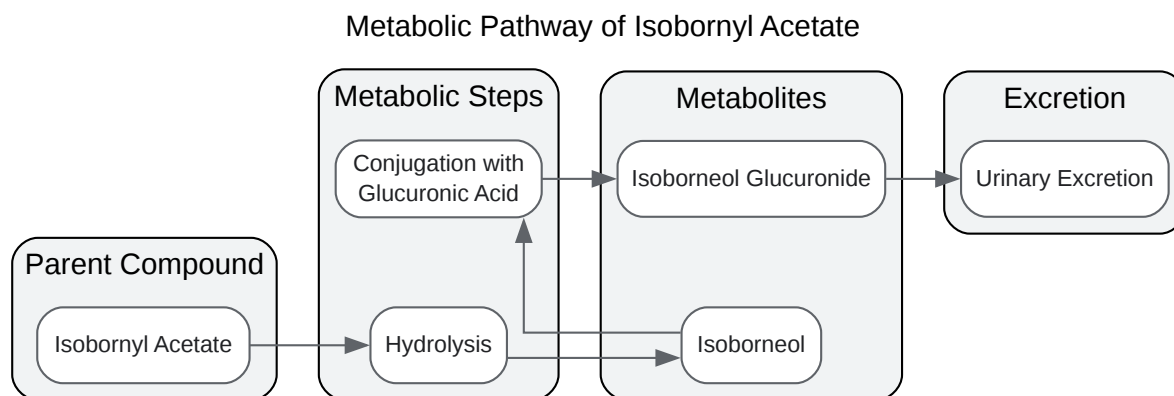 Metabolic Pathway of Isobornyl Acetate
Metabolic Steps
Metabolites
Excretion
Conjugation with
Glucuronic Acid
Isoborneol Glucuronide
Urinary Excretion
Parent Compound
Isobornyl Acetate
Hydrolysis
Isoborneol